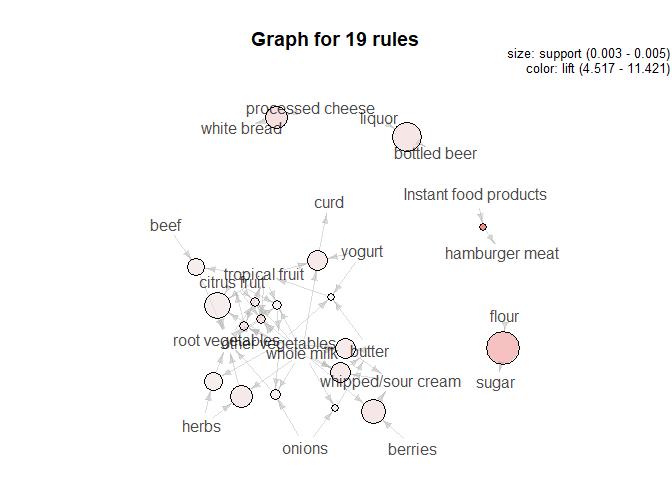 Graph for 19 rules
size: support (0.003 - 0.005)
color: lift (4.517 - 11.421)
processed cheese
white bread
liquor
bottled beer
Instant food products
hamburger meat
curd
beef
yogurt
tropical fruit
citrus fruit
flour
root vegetables
other vegetables
whole milk
butter
whipped/sour cream
sugar
herbs
onions
berries